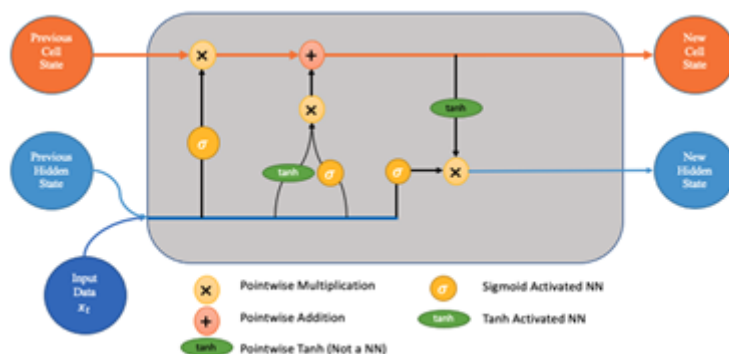 Previous
Cell
State
New
Cell
State
×
+
×
tanh
σ
Previous
Hidden
State
tanh
σ
σ
×
New
Hidden
State
Input
Data
xₜ
× Pointwise Multiplication
σ Sigmoid Activated NN
+ Pointwise Addition
tanh Tanh Activated NN
tanh Pointwise Tanh (Not a NN)